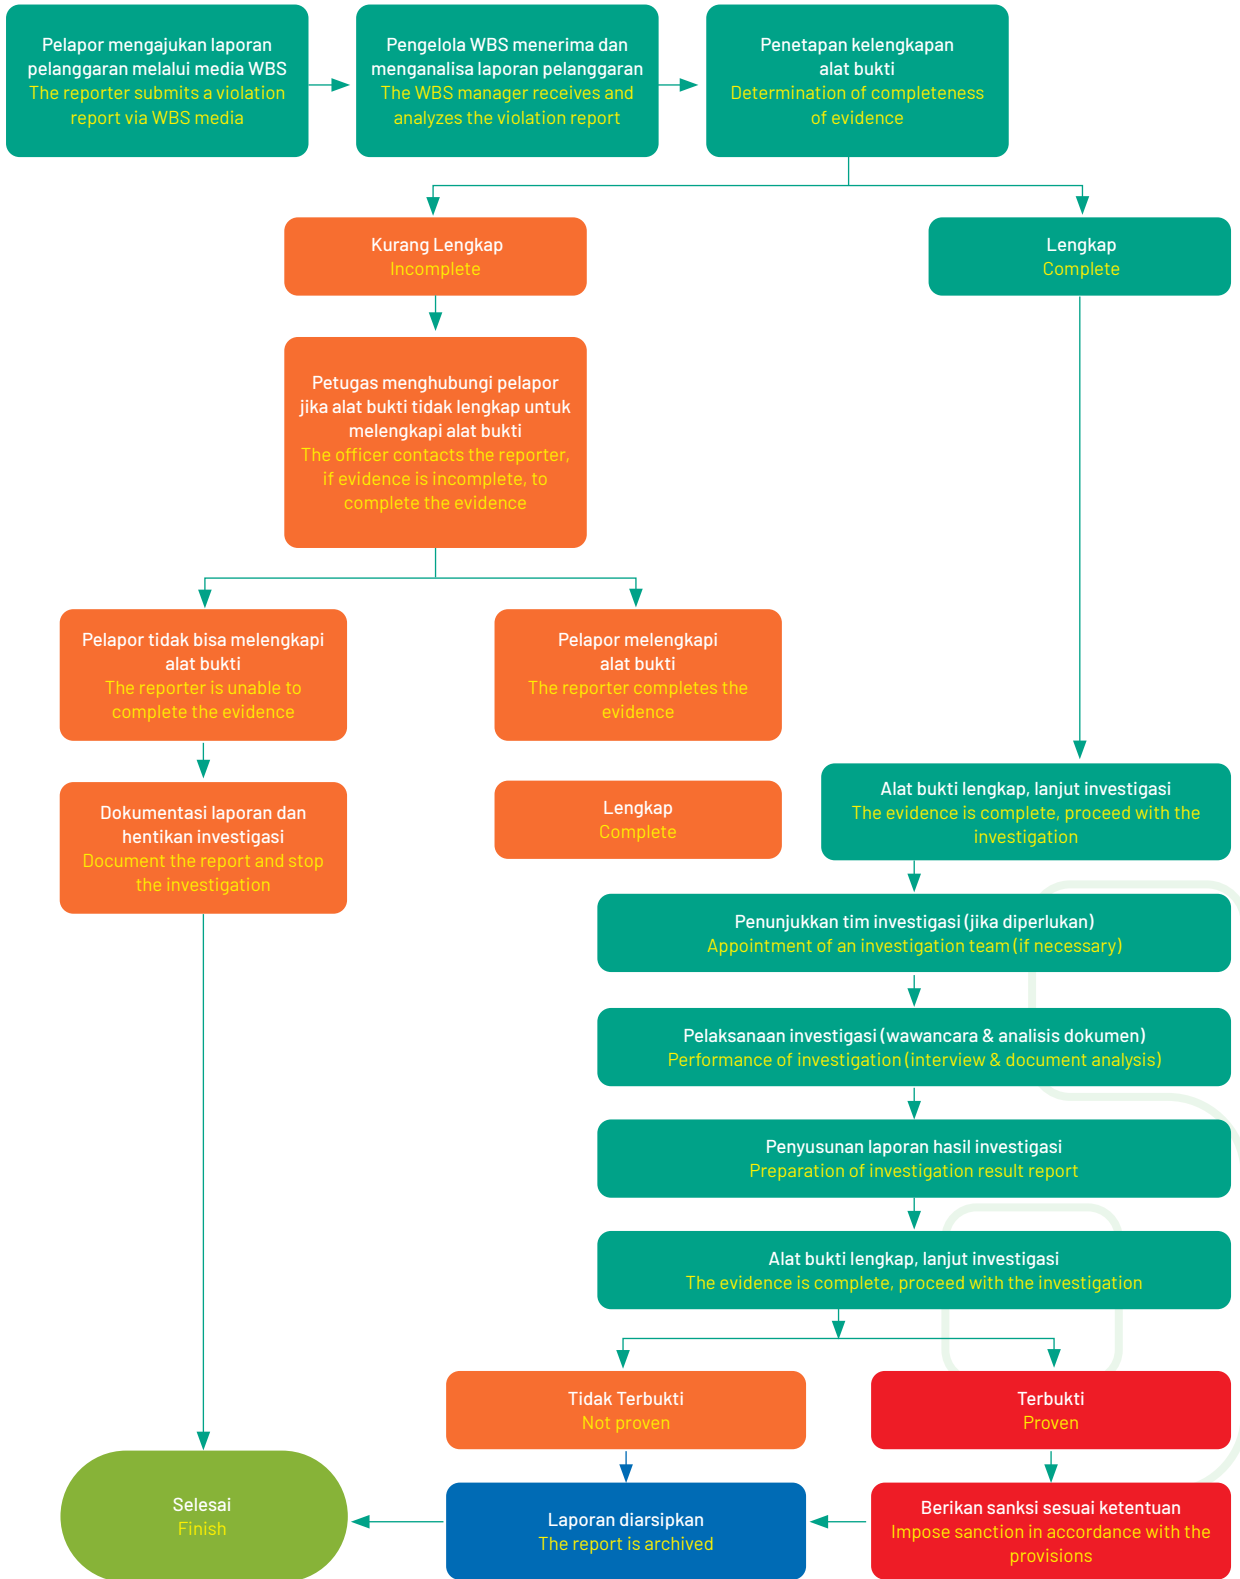 Pelapor mengajukan laporan
pelanggaran melalui media WBS
The reporter submits a violation
report via WBS media
Pengelola WBS menerima dan
menganalisa laporan pelanggaran
The WBS manager receives and
analyzes the violation report
Penetapan kelengkapan
alat bukti
Determination of completeness
of evidence
Kurang Lengkap
Incomplete
Lengkap
Complete
Petugas menghubungi pelapor
jika alat bukti tidak lengkap untuk
melengkapi alat bukti
The officer contacts the reporter,
if evidence is incomplete, to
complete the evidence
Pelapor tidak bisa melengkapi
alat bukti
The reporter is unable to
complete the evidence
Pelapor melengkapi
alat bukti
The reporter completes the
evidence
Dokumentasi laporan dan
hentikan investigasi
Document the report and stop
the investigation
Lengkap
Complete
Alat bukti lengkap, lanjut investigasi
The evidence is complete, proceed with the
investigation
Penunjukkan tim investigasi (jika diperlukan)
Appointment of an investigation team (if necessary)
Pelaksanaan investigasi (wawancara & analisis dokumen)
Performance of investigation (interview & document analysis)
Penyusunan laporan hasil investigasi
Preparation of investigation result report
Alat bukti lengkap, lanjut investigasi
The evidence is complete, proceed with the investigation
Tidak Terbukti
Not proven
Terbukti
Proven
Selesai
Finish
Laporan diarsipkan
The report is archived
Berikan sanksi sesuai ketentuan
Impose sanction in accordance with the
provisions